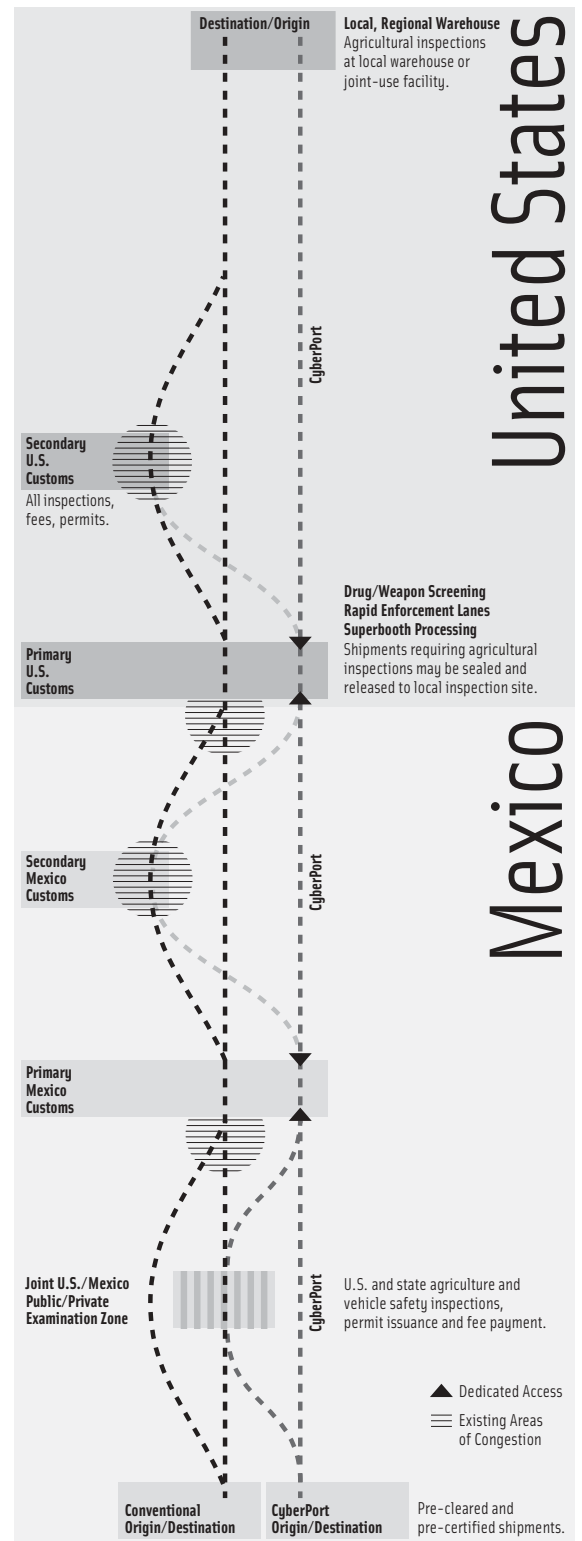 Destination/Origin
Local, Regional Warehouse
Agricultural inspections
at local warehouse or
joint-use facility.
United States
CyberPort
Secondary
U.S.
Customs
All inspections,
fees, permits.
Drug/Weapon Screening
Rapid Enforcement Lanes
Superbooth Processing
Shipments requiring agricultural
inspections may be sealed and
released to local inspection site.
Primary
U.S.
Customs
Mexico
Secondary
Mexico
Customs
CyberPort
Primary
Mexico
Customs
Joint U.S./Mexico
Public/Private
Examination Zone
CyberPort
U.S. and state agriculture and
vehicle safety inspections,
permit issuance and fee payment.
Dedicated Access
Existing Areas
of Congestion
Conventional
Origin/Destination
CyberPort
Origin/Destination
Pre-cleared and
pre-certified shipments.